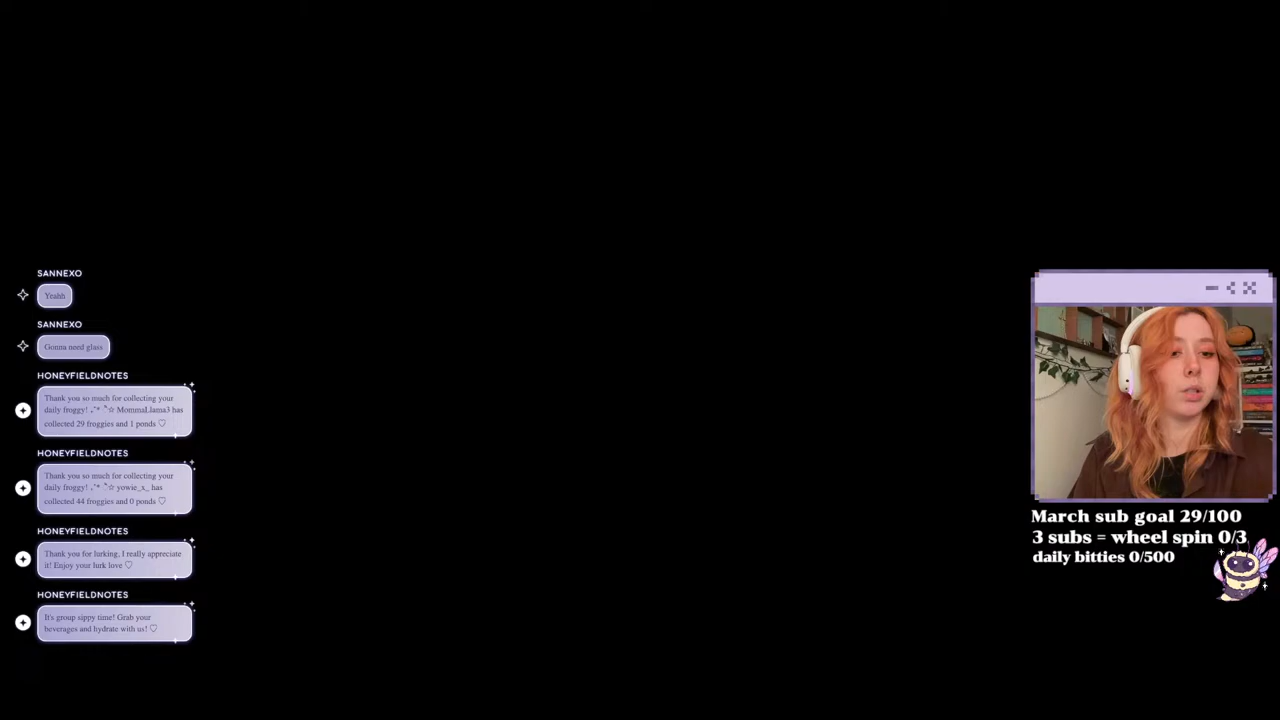 SANNEXO
Yeahh
SANNEXO
Gonna need glass
HONEYFIELDNOTES
Thank you so much for collecting your
daily froggy! ₊˚* ੈ☆ MommaLlama3 has
collected 29 froggies and 1 ponds ♡
HONEYFIELDNOTES
Thank you so much for collecting your
daily froggy! ₊˚* ੈ☆ yowie_x_ has
collected 44 froggies and 0 ponds ♡
HONEYFIELDNOTES
Thank you for lurking, I really appreciate
it! Enjoy your lurk love ♡
HONEYFIELDNOTES
It's group sippy time! Grab your
beverages and hydrate with us! ♡
March sub goal 29/100
3 subs = wheel spin 0/3
daily bitties 0/500